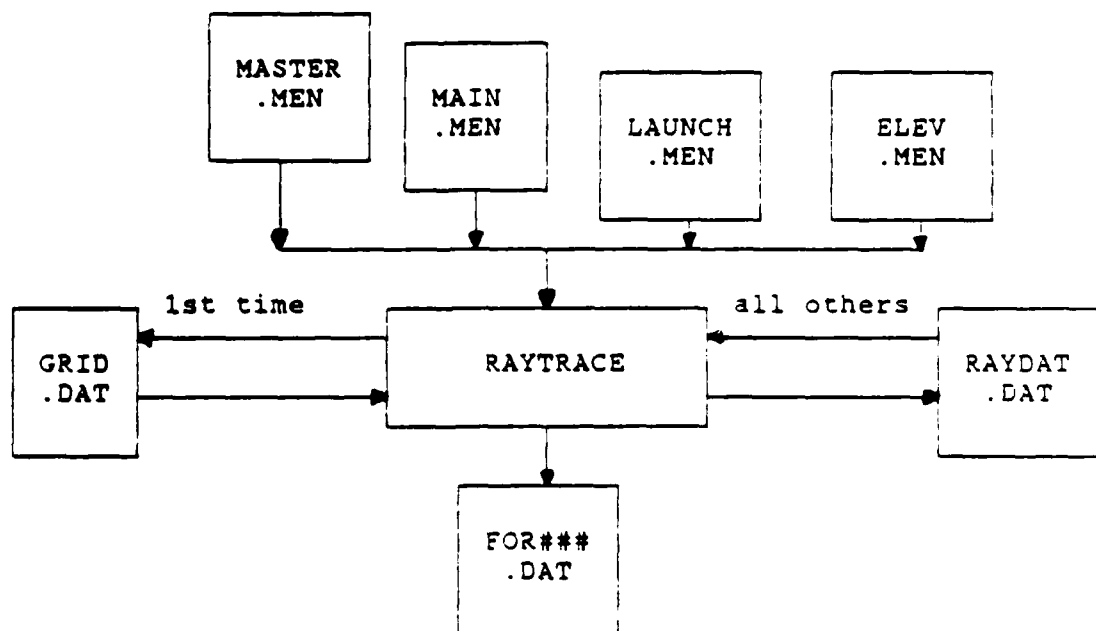 MASTER
.MEN
MAIN
.MEN
LAUNCH
.MEN
ELEV
.MEN
1st time
all others
GRID
.DAT
RAYTRACE
RAYDAT
.DAT
FOR###
.DAT